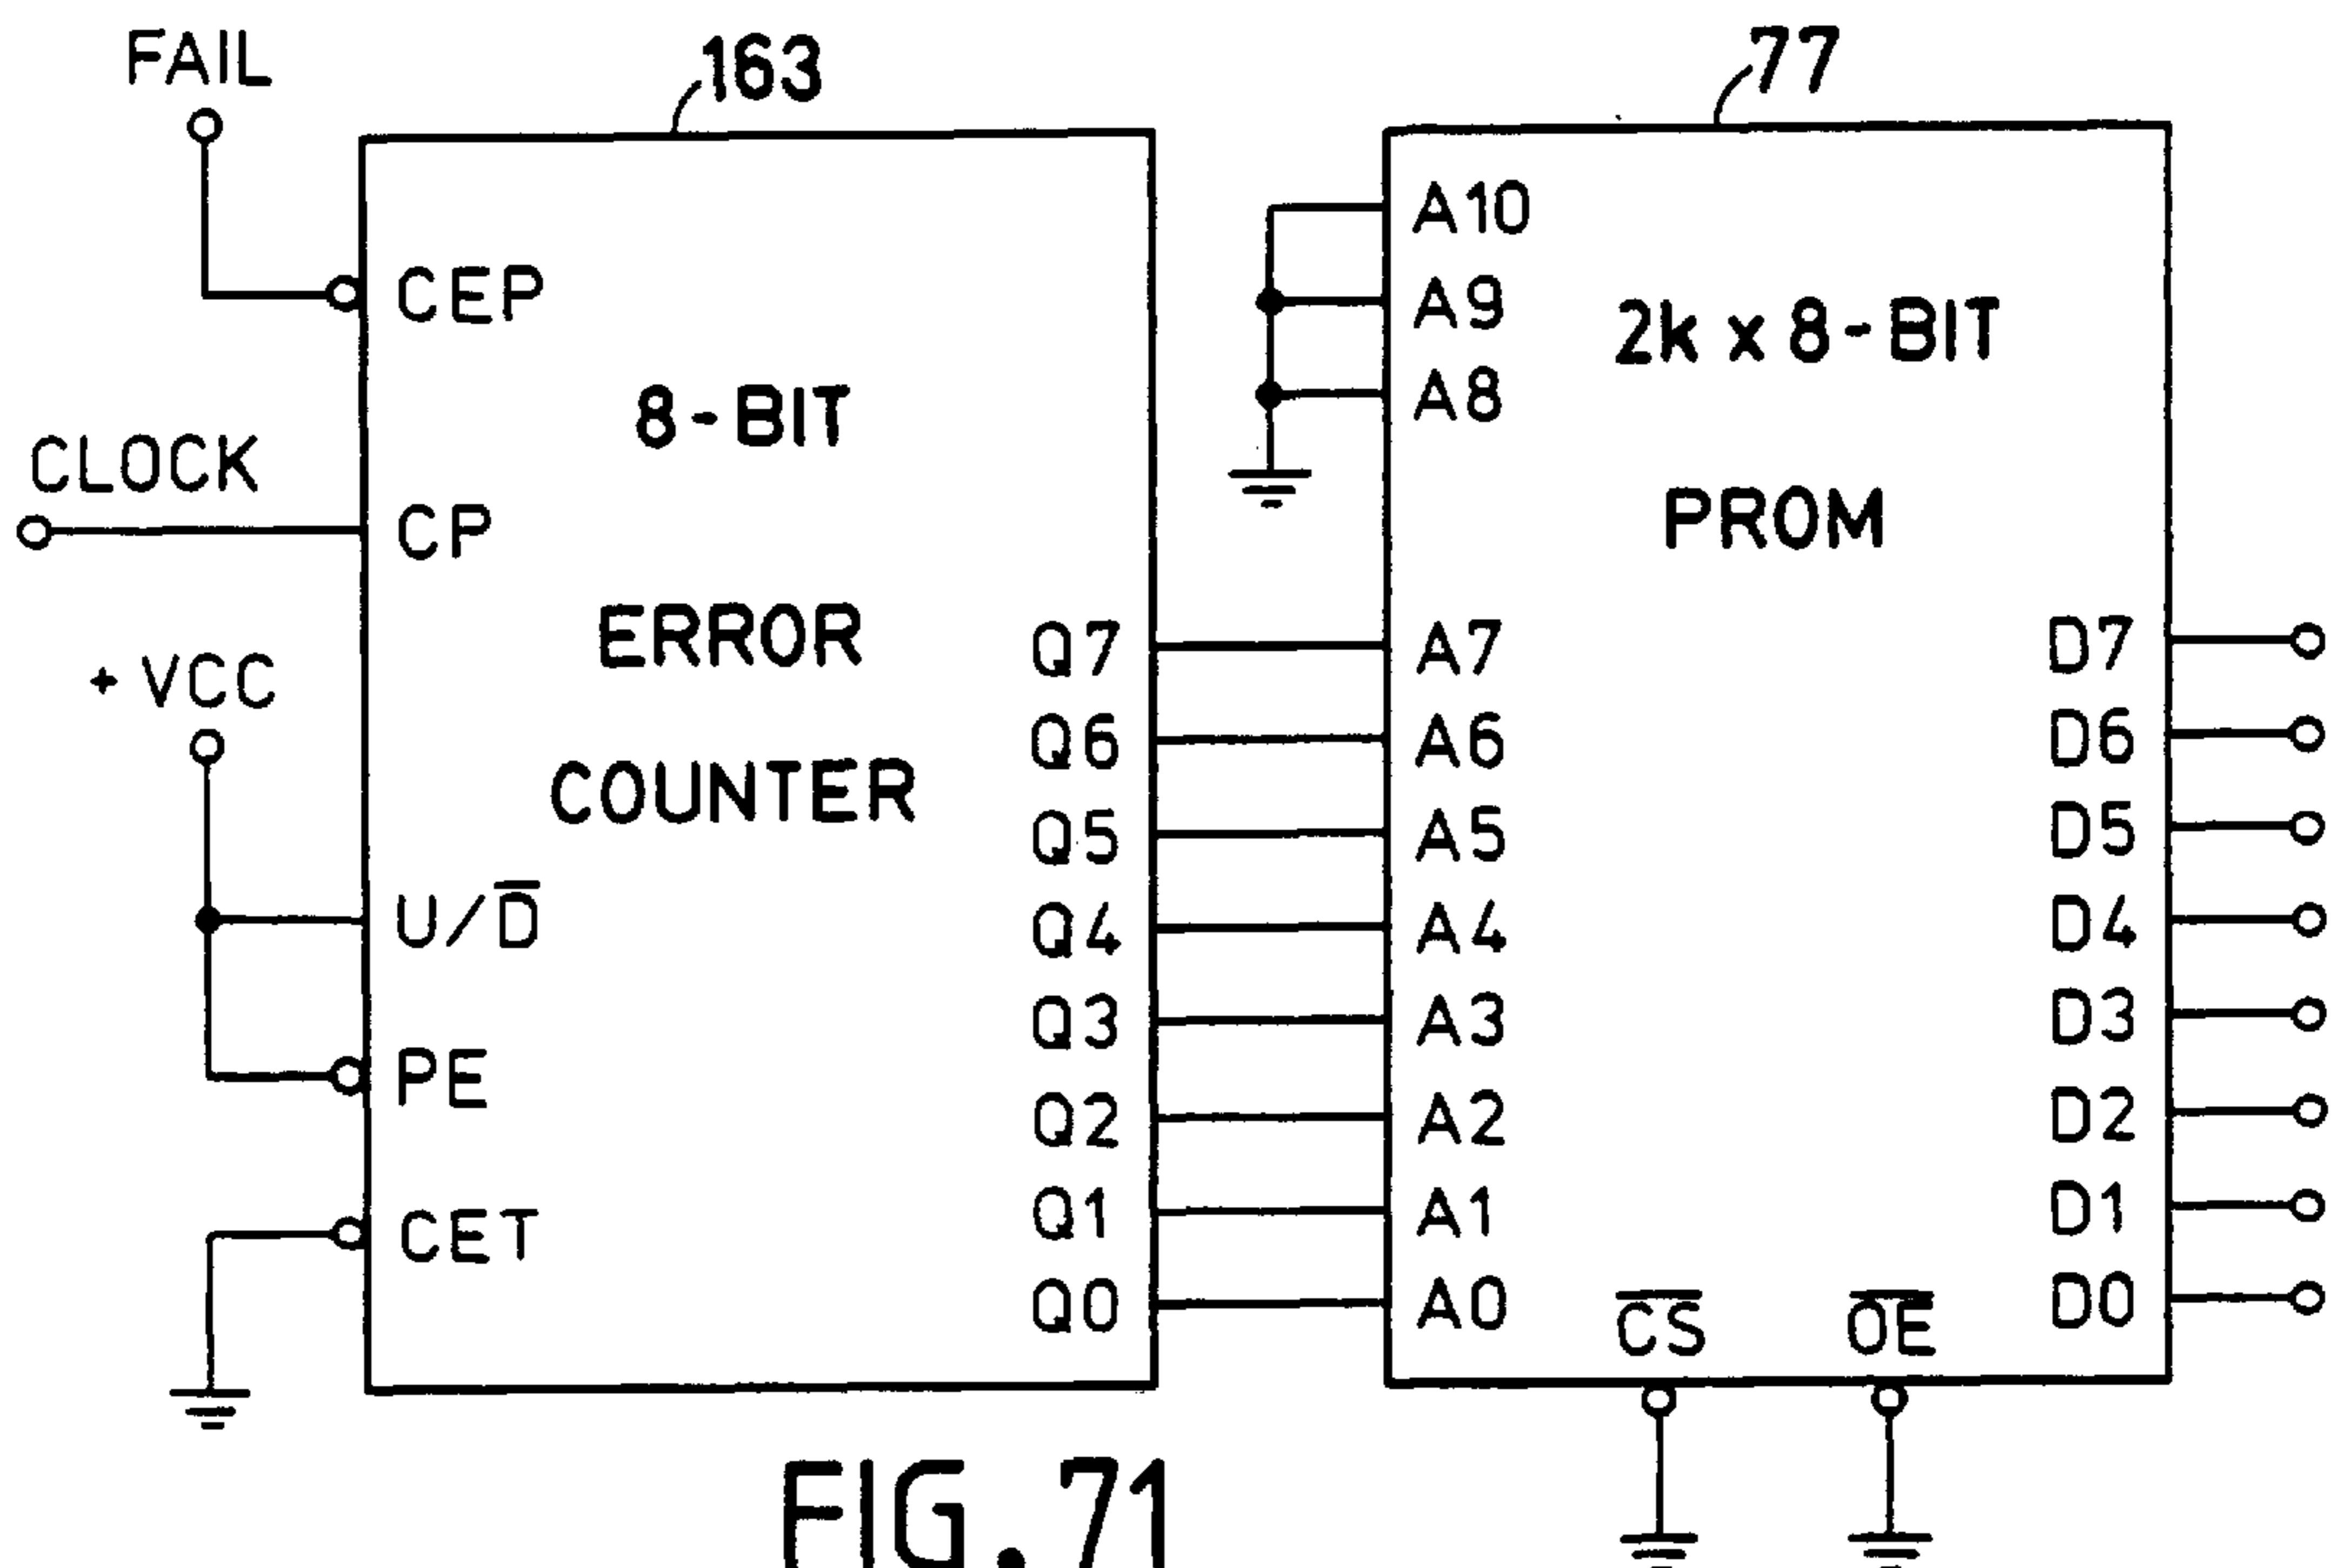 FAIL
163
77
CEP
8-BIT
CLOCK
CP
ERROR
COUNTER
+ VCC
U/D̅
PE
CET
Q7
Q6
Q5
Q4
Q3
Q2
Q1
Q0
A10
A9
A8
2k x 8-BIT
PROM
A7
A6
A5
A4
A3
A2
A1
A0
C̅S̅
O̅E̅
D7
D6
D5
D4
D3
D2
D1
D0
FIG. 71